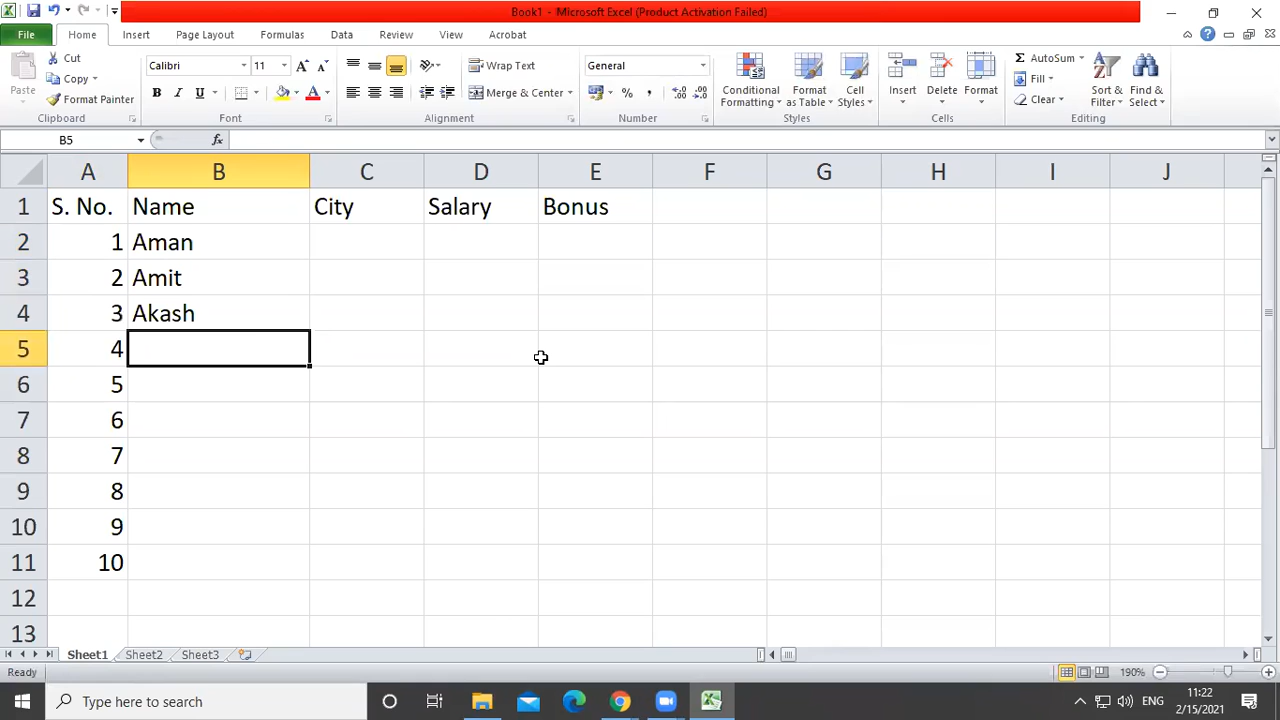 Book1 - Microsoft Excel (Product Activation Failed)
File Home Insert Page Layout Formulas Data Review View Acrobat
Paste
Cut
Copy
Format Painter
Clipboard
Calibri 11
B I U
Font
Wrap Text
Merge & Center
Alignment
General
% ,
Number
Conditional Formatting
Format as Table
Cell Styles
Styles
Insert Delete Format
Cells
AutoSum
Fill
Clear
Sort & Filter
Find & Select
Editing
B5 fx
A B C D E F G H I J
1 S. No. Name City Salary Bonus
2 1 Aman
3 2 Amit
4 3 Akash
5 4
6 5
7 6
8 7
9 8
10 9
11 10
12
13
Sheet1 Sheet2 Sheet3
Ready 190%
Type here to search
ENG
11:22
2/15/2021